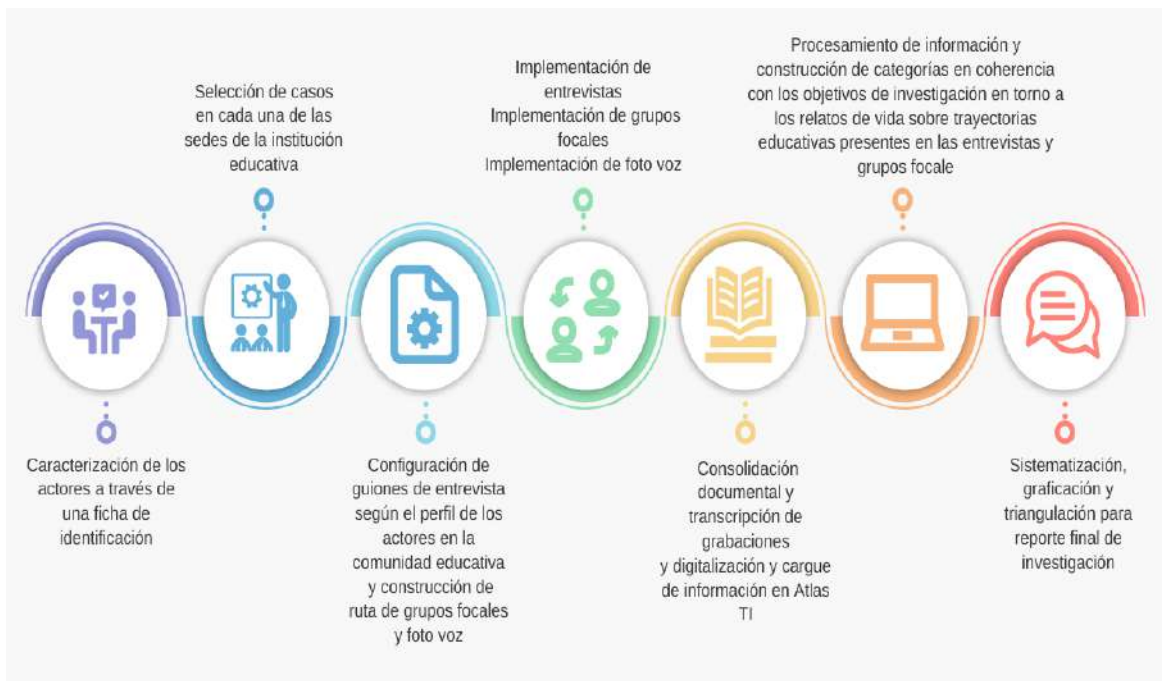 Caracterización de los
actores a través de
una ficha de
identificación
Selección de casos
en cada una de las
sedes de la institución
educativa
Configuración de
guiones de entrevista
según el perfil de los
actores en la
comunidad educativa
y construcción de
ruta de grupos focales
y foto voz
Implementación de
entrevistas
Implementación de grupos
focales
Implementación de foto voz
Consolidación
documental y
transcripción de
grabaciones
y digitalización y cargue
de información en Atlas
TI
Procesamiento de información y
construcción de categorías en coherencia
con los objetivos de investigación en torno a
los relatos de vida sobre trayectorias
educativas presentes en las entrevistas y
grupos focale
Sistematización,
graficación y
triangulación para
reporte final de
investigación